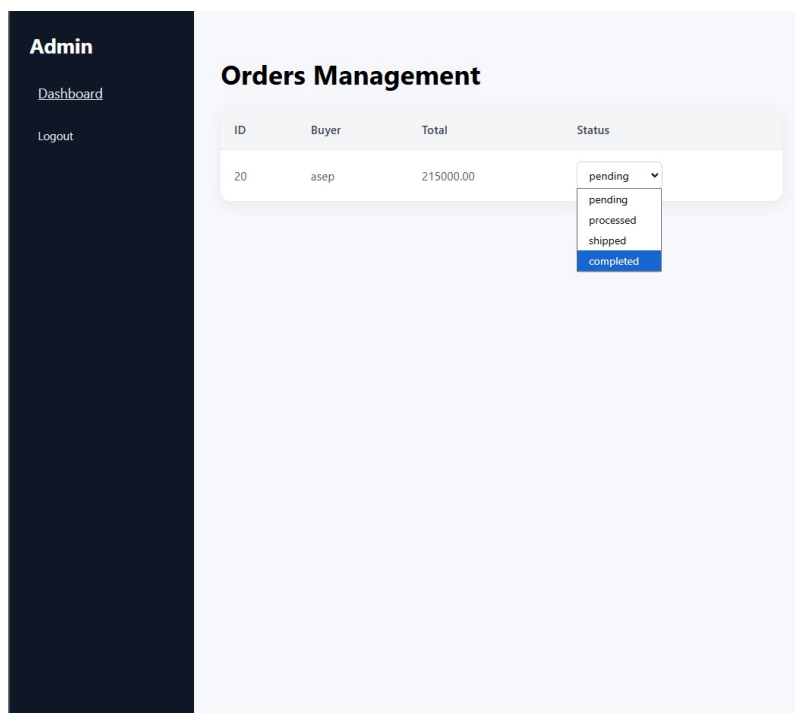 Admin
Dashboard
Logout
Orders Management
ID Buyer Total Status
20 asep 215000.00 pending
pending
processed
shipped
completed